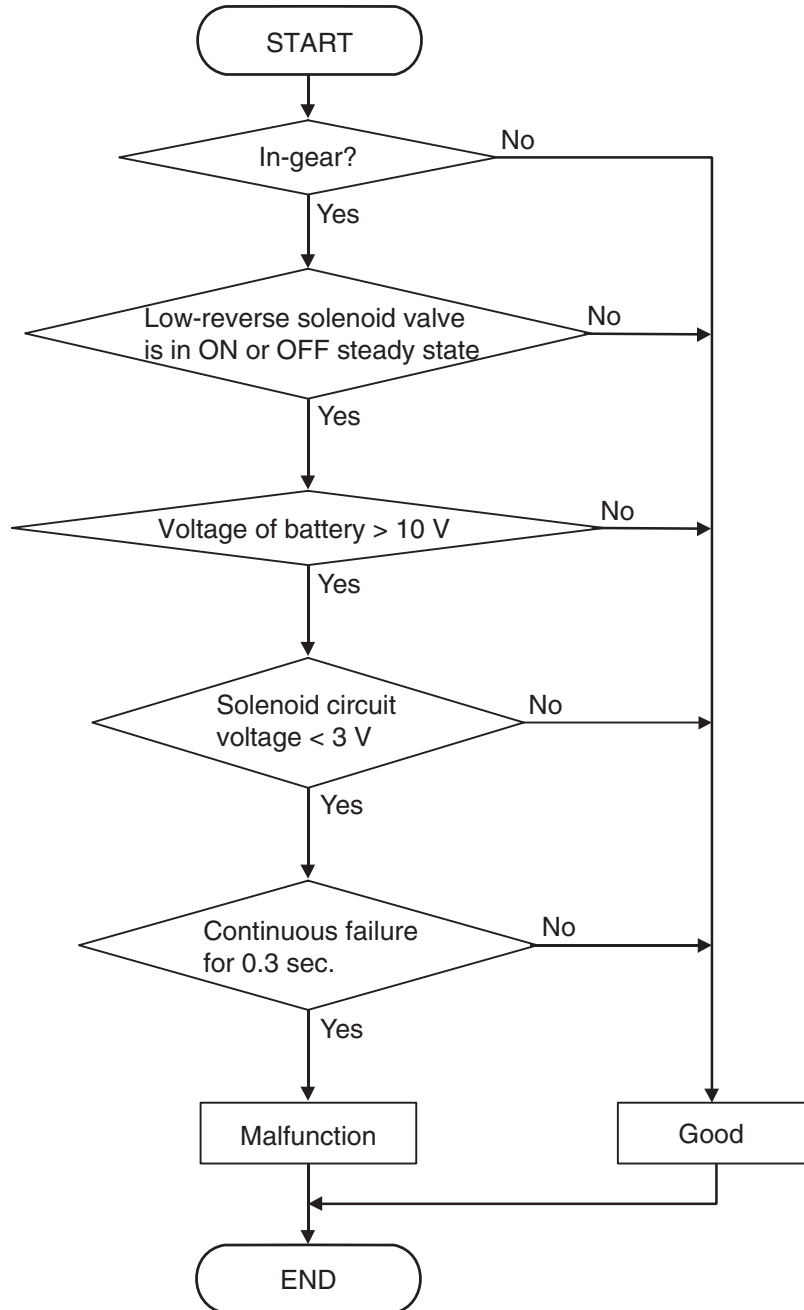 START
In-gear?
No
Yes
Low-reverse solenoid valve
is in ON or OFF steady state
No
Yes
Voltage of battery > 10 V
No
Yes
Solenoid circuit
voltage < 3 V
No
Yes
Continuous failure
for 0.3 sec.
No
Yes
Malfunction
Good
END